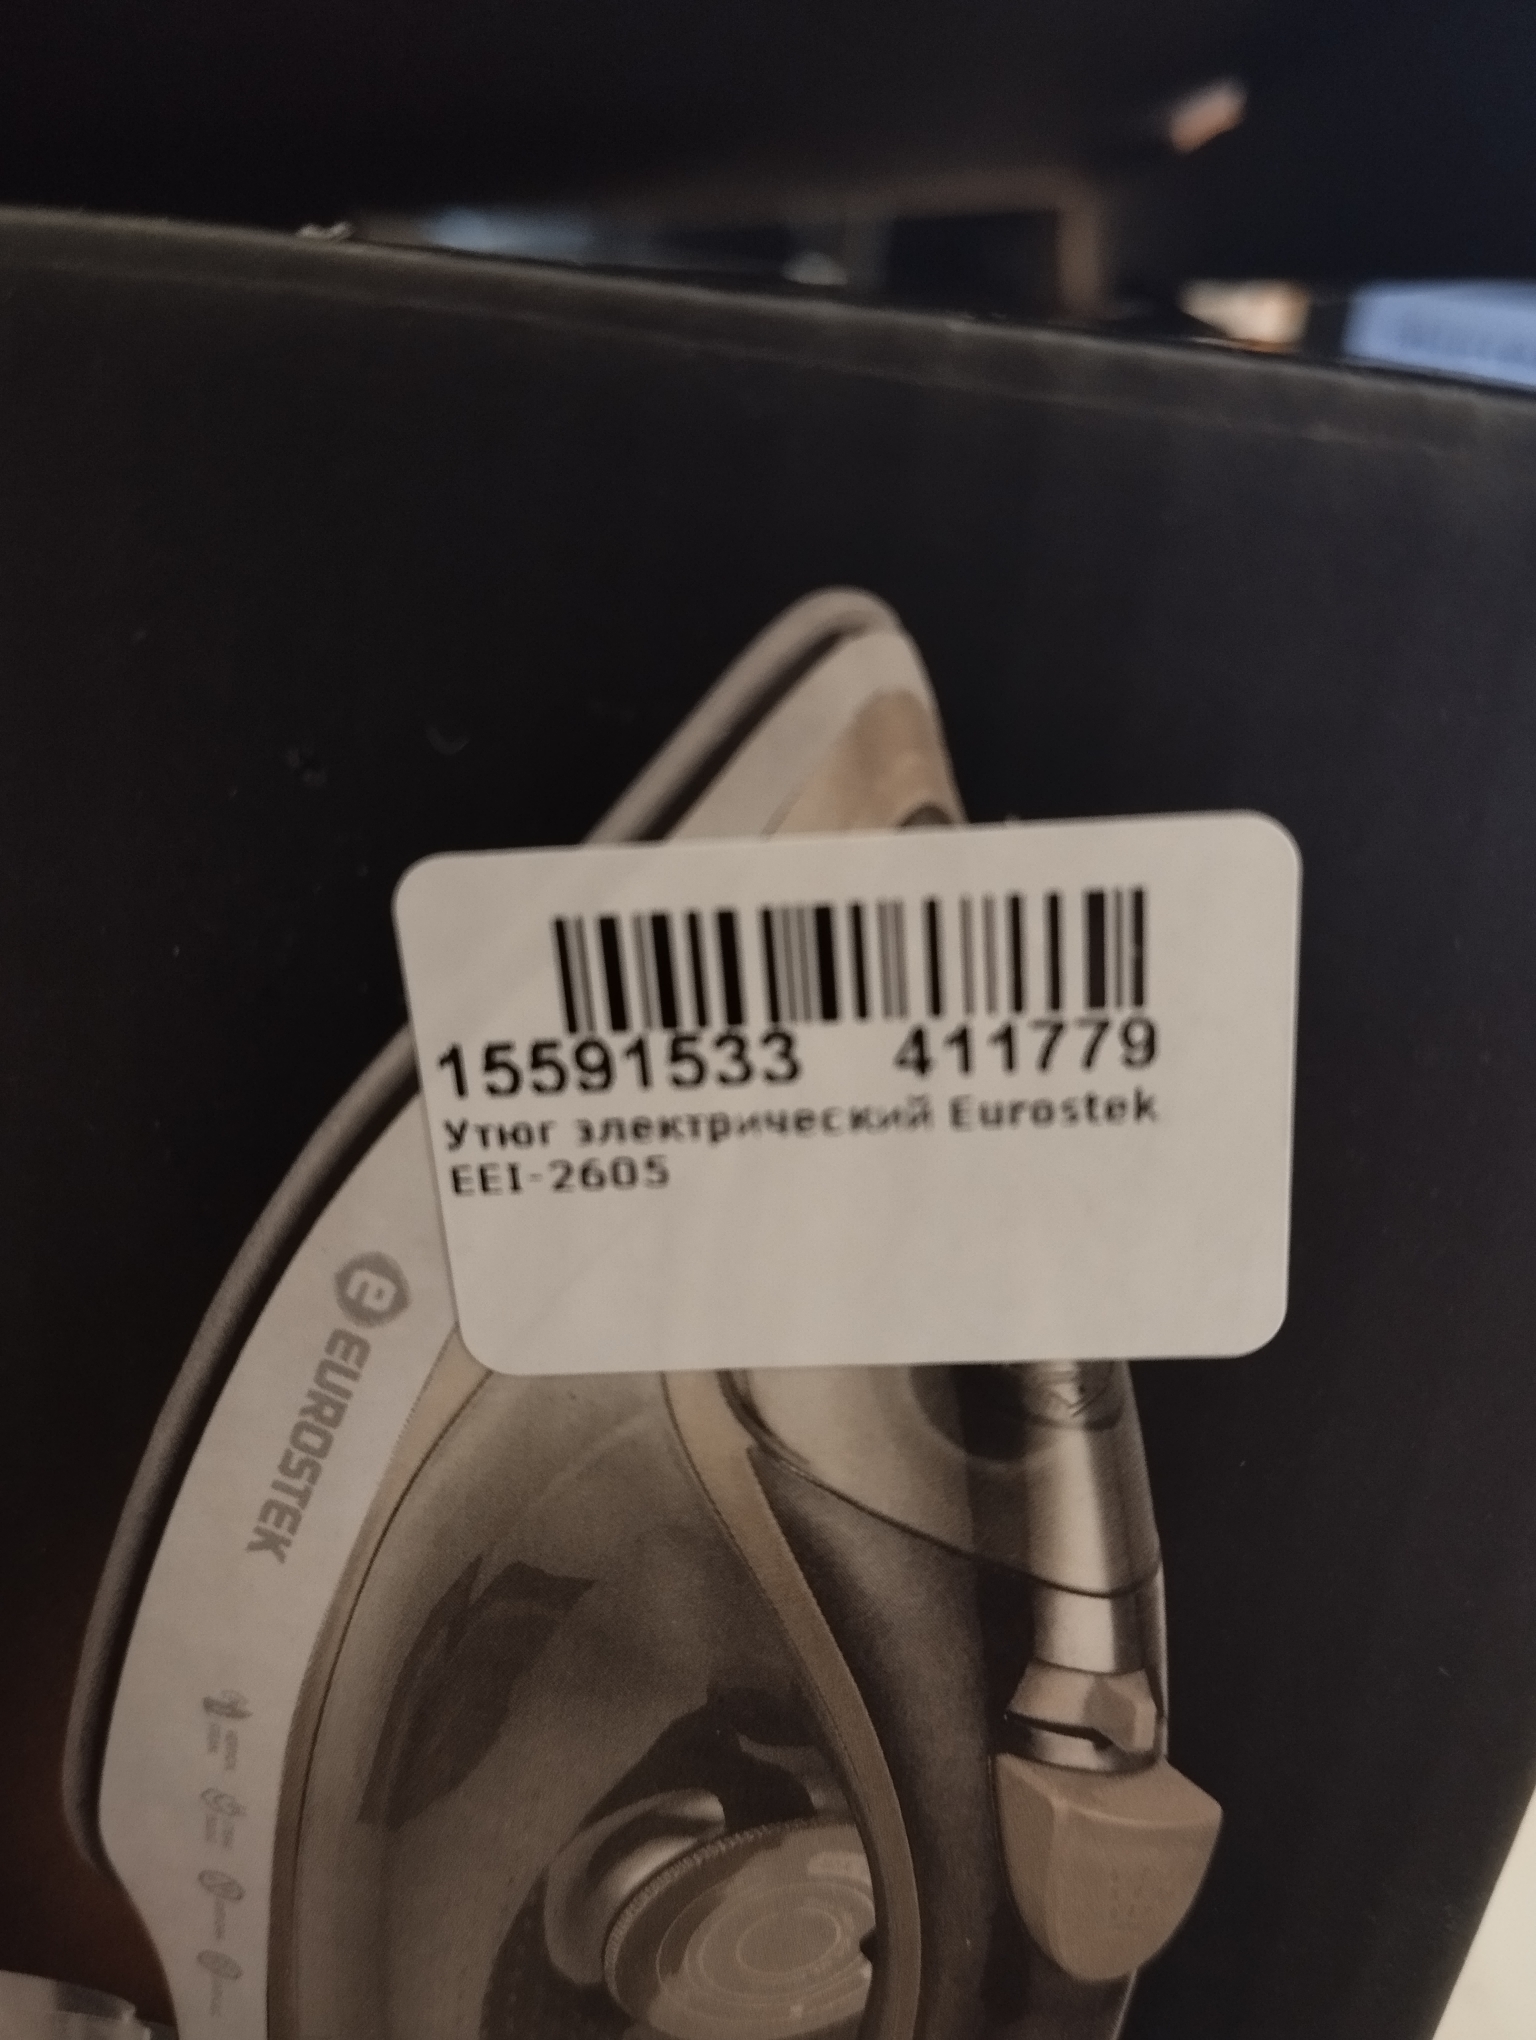 15591533 411779
Утюг электрический Eurostek
EEI-2605
e EUROSTEK